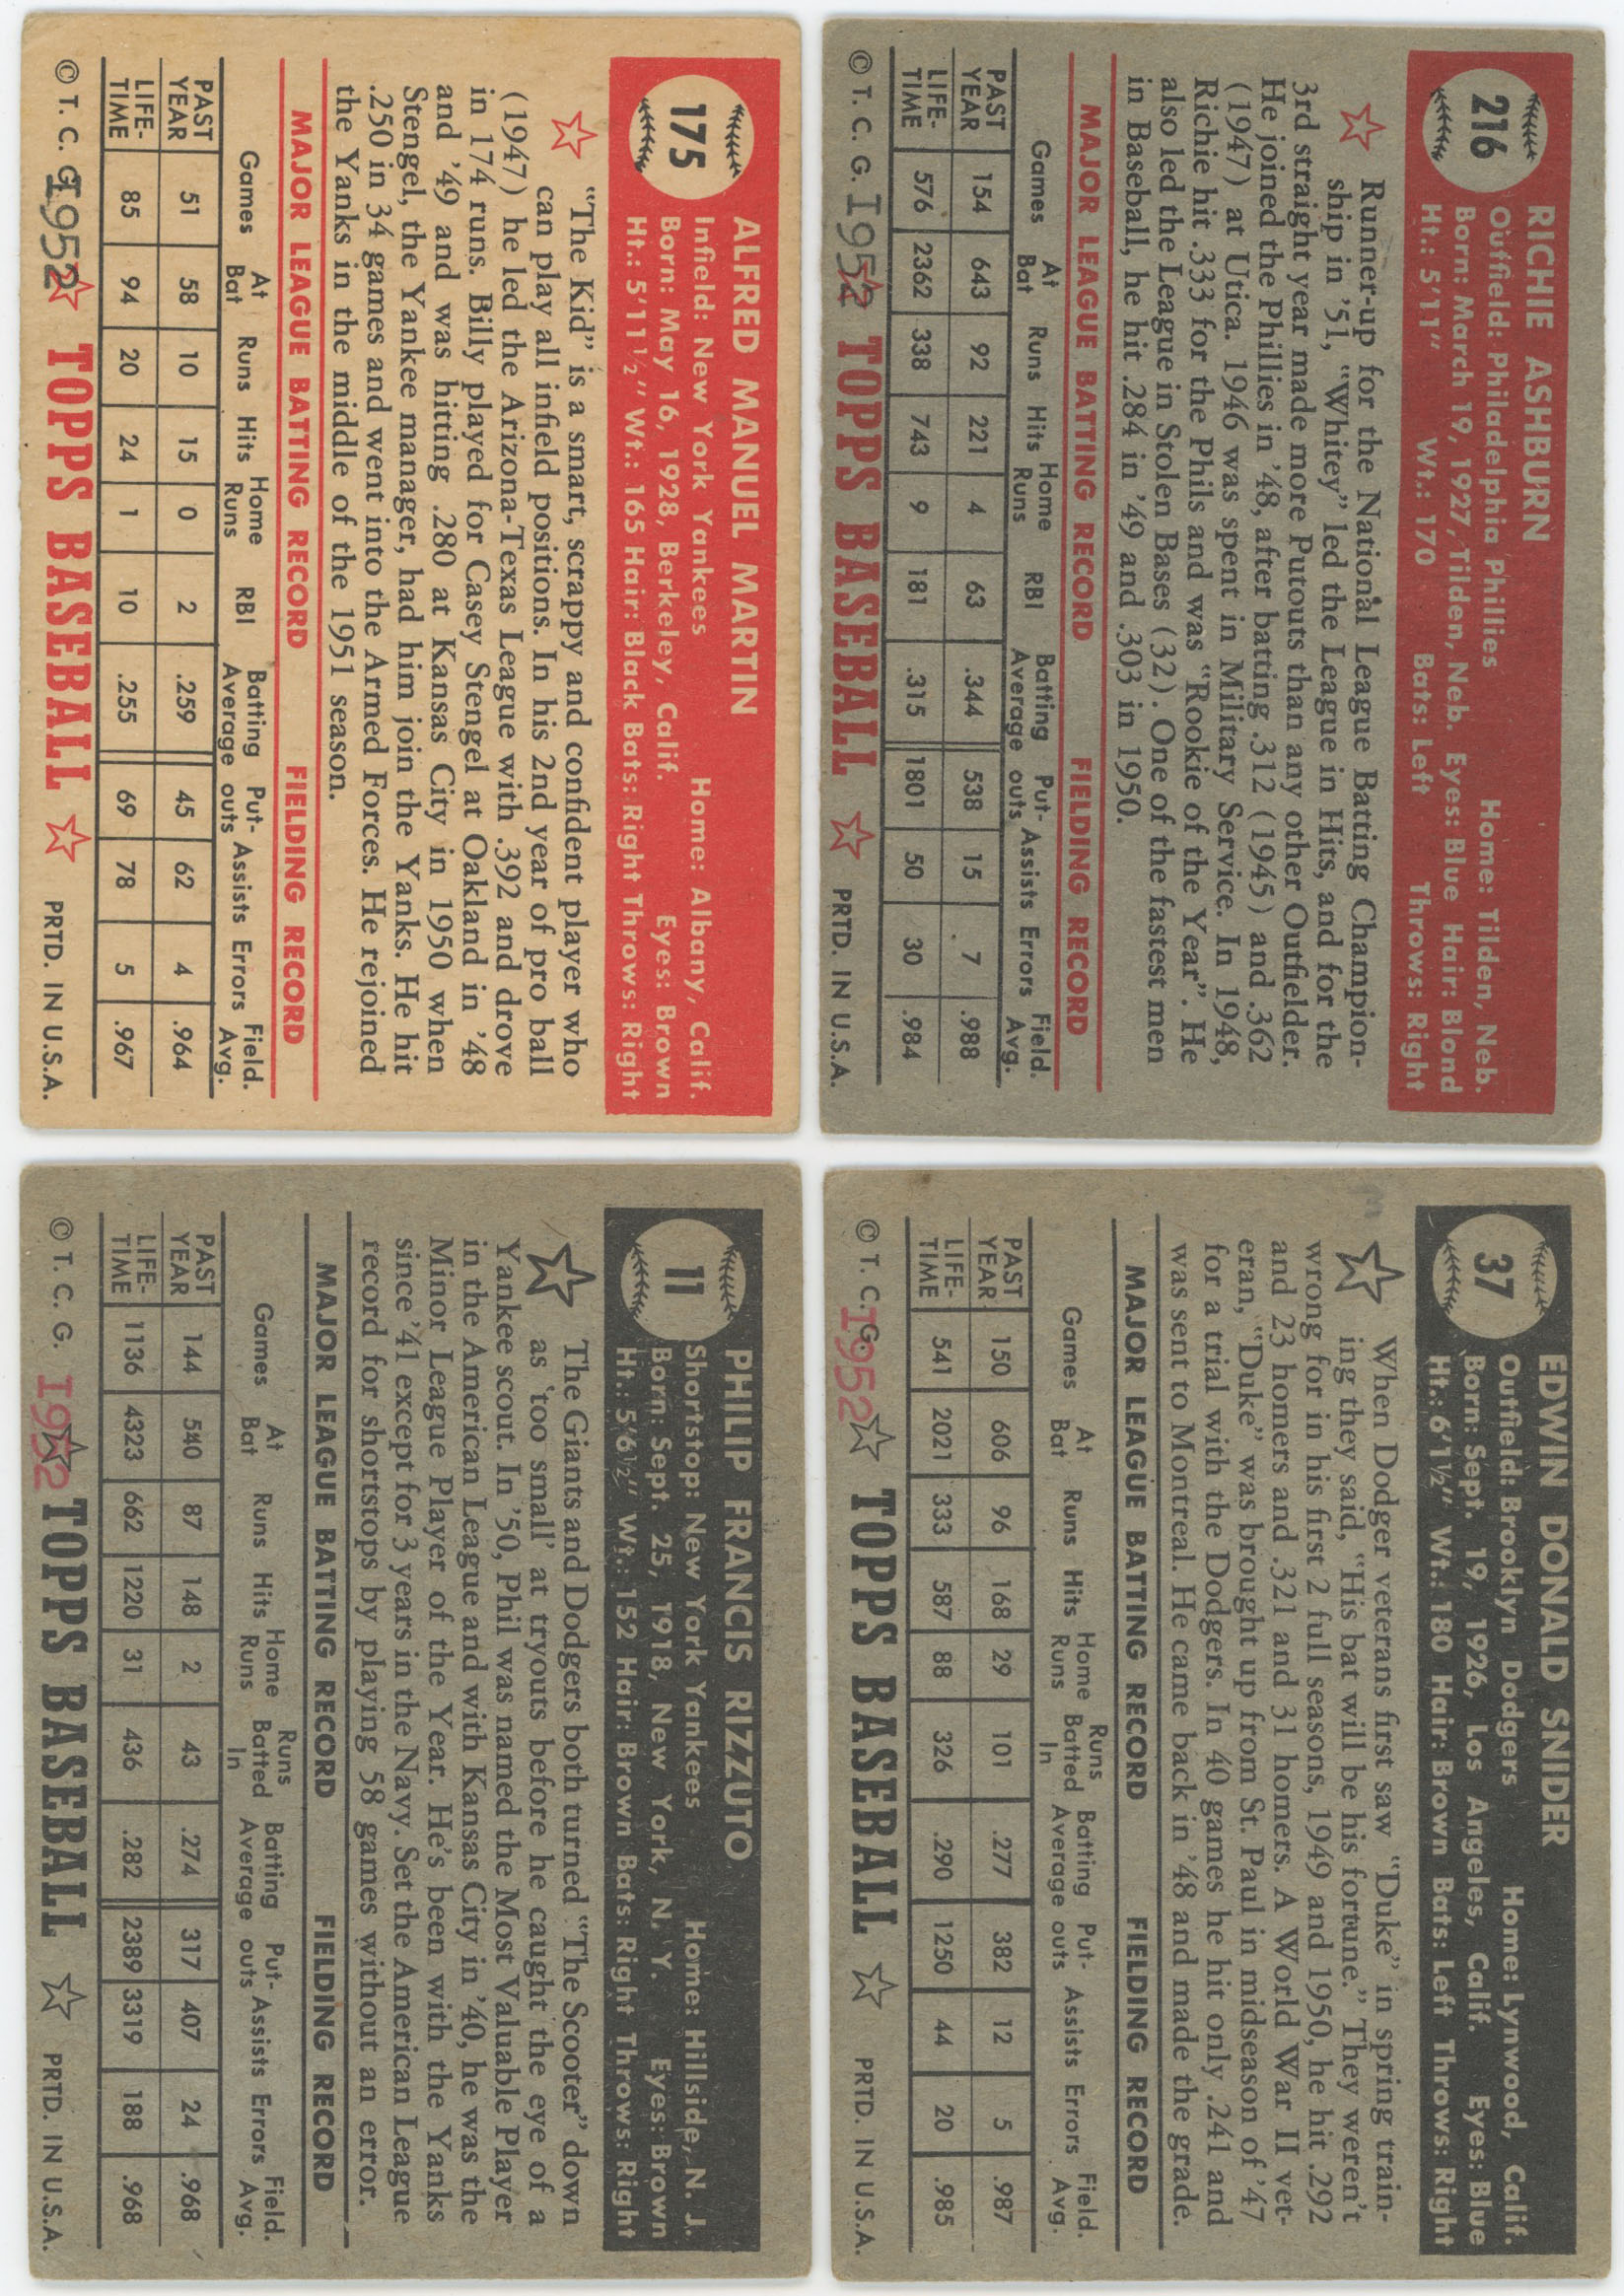 175
ALFRED MANUEL MARTIN
Infield: New York Yankees Home: Albany, Calif.
Born: May 16, 1928, Berkeley, Calif. Eyes: Brown
Ht.: 5'11½" Wt.: 165 Hair: Black Bats: Right Throws: Right
"The Kid" is a smart, scrappy and confident player who
can play all infield positions. In his 2nd year of pro ball
(1947) he led the Arizona-Texas League with .392 and drove
in 174 runs. Billy played for Casey Stengel at Oakland in '48
and '49 and was hitting .280 at Kansas City in 1950 when
Stengel, the Yankee manager, had him join the Yanks. He hit
.250 in 34 games and went into the Armed Forces. He rejoined
the Yanks in the middle of the 1951 season.
MAJOR LEAGUE BATTING RECORD FIELDING RECORD
Games At Bat Runs Hits Home Runs RBI Batting Average Put-outs Assists Errors Field. Avg.
PAST YEAR 51 58 10 15 0 2 .259 45 62 4 .964
LIFE-TIME 85 94 20 24 1 10 .255 69 78 5 .967
© T. C. G. 1952 TOPPS BASEBALL PRTD. IN U.S.A.
216
RICHIE ASHBURN
Outfield: Philadelphia Phillies Home: Tilden, Neb.
Born: March 19, 1927, Tilden, Neb. Eyes: Blue Hair: Blond
Ht.: 5'11" Wt.: 170 Bats: Left Throws: Right
Runner-up for the National League Batting Champion-
ship in '51, "Whitey" led the League in Hits, and for the
3rd straight year made more Putouts than any other Outfielder.
He joined the Phillies in '48, after batting .312 (1945) and .362
(1947) at Utica. 1946 was spent in Military Service. In 1948,
Richie hit .333 for the Phils and was "Rookie of the Year". He
also led the League in Stolen Bases (32). One of the fastest men
in Baseball, he hit .284 in '49 and .303 in 1950.
MAJOR LEAGUE BATTING RECORD FIELDING RECORD
Games At Bat Runs Hits Home Runs RBI Batting Average Put-outs Assists Errors Field. Avg.
PAST YEAR 154 643 92 221 4 63 .344 538 15 7 .988
LIFE-TIME 576 2362 338 743 9 181 .315 1801 50 30 .984
© T. C. G. 1952 TOPPS BASEBALL PRTD. IN U.S.A.
11
PHILIP FRANCIS RIZZUTO
Shortstop: New York Yankees Home: Hillside, N. J.
Born: Sept. 25, 1918, New York, N. Y. Eyes: Brown
Ht.: 5'6½" Wt.: 152 Hair: Brown Bats: Right Throws: Right
The Giants and Dodgers both turned "The Scooter" down
as 'too small' at tryouts before he caught the eye of a
Yankee scout. In '50, Phil was named the Most Valuable Player
in the American League and with Kansas City in '40, he was the
Minor League Player of the Year. He's been with the Yanks
since '41 except for 3 years in the Navy. Set the American League
record for shortstops by playing 58 games without an error.
MAJOR LEAGUE BATTING RECORD FIELDING RECORD
Games At Bat Runs Hits Home Runs Runs Batted In Batting Average Put-outs Assists Errors Field. Avg.
PAST YEAR 144 540 87 148 2 43 .274 317 407 24 .968
LIFE-TIME 1136 4323 662 1220 31 436 .282 2389 3319 188 .968
© T. C. G. 1952 TOPPS BASEBALL PRTD. IN U.S.A.
37
EDWIN DONALD SNIDER
Outfield: Brooklyn Dodgers Home: Lynwood, Calif.
Born: Sept. 19, 1926, Los Angeles, Calif. Eyes: Blue
Ht.: 6'1½" Wt.: 180 Hair: Brown Bats: Left Throws: Right
When Dodger veterans first saw "Duke" in spring train-
ing they said, "His bat will be his fortune." They weren't
wrong for in his first 2 full seasons, 1949 and 1950, he hit .292
and 23 homers and .321 and 31 homers. A World War II vet-
eran, "Duke" was brought up from St. Paul in midseason of '47
for a trial with the Dodgers. In 40 games he hit only .241 and
was sent to Montreal. He came back in '48 and made the grade.
MAJOR LEAGUE BATTING RECORD FIELDING RECORD
Games At Bat Runs Hits Home Runs Runs Batted In Batting Average Put-outs Assists Errors Field. Avg.
PAST YEAR 150 606 96 168 29 101 .277 382 12 5 .987
LIFE-TIME 541 2021 333 587 88 326 .290 1250 44 20 .985
© T. C. G. 1952 TOPPS BASEBALL PRTD. IN U.S.A.